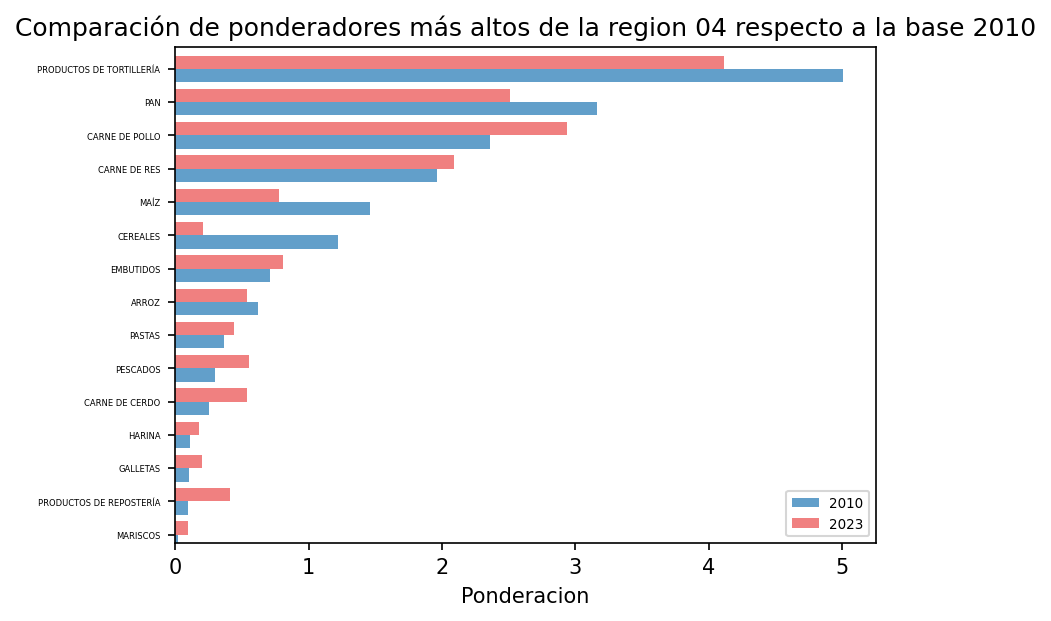 Comparación de ponderadores más altos de la region 04 respecto a la base 2010
PRODUCTOS DE TORTILLERÍA
PAN
CARNE DE POLLO
CARNE DE RES
MAÍZ
CEREALES
EMBUTIDOS
ARROZ
PASTAS
PESCADOS
CARNE DE CERDO
HARINA
GALLETAS
PRODUCTOS DE REPOSTERÍA
MARISCOS
2010
2023
0 1 2 3 4 5
Ponderacion